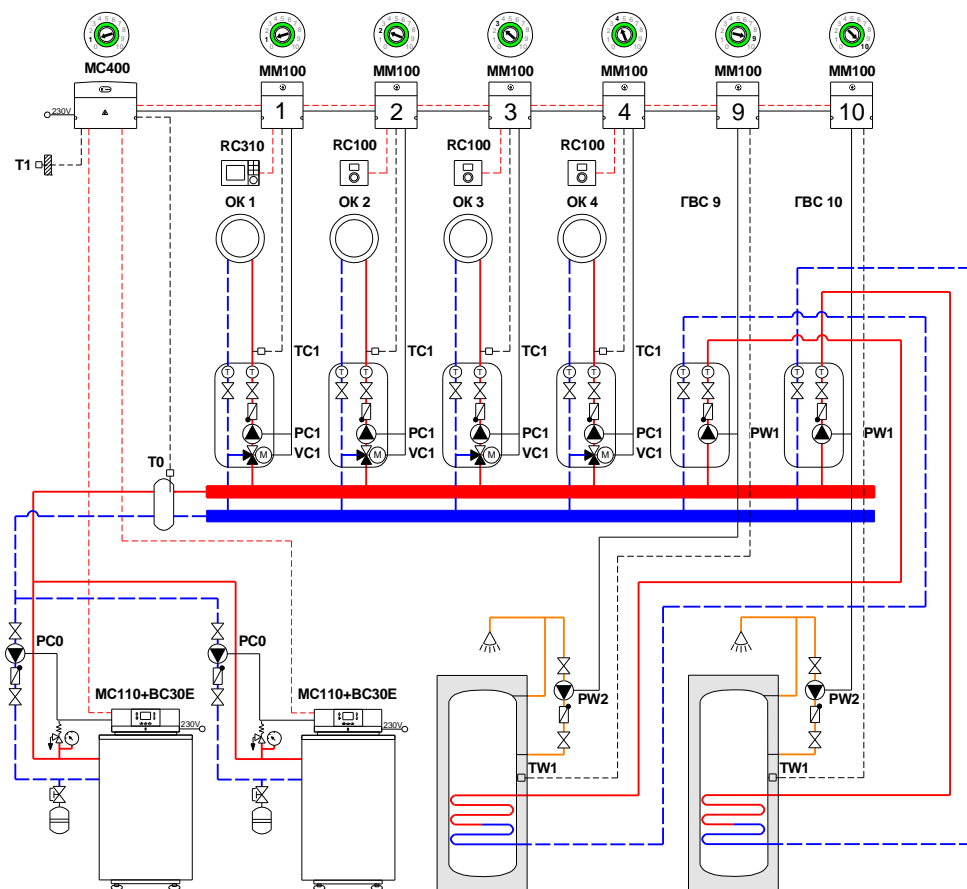 MC400 MM100 MM100 MM100 MM100 MM100 MM100
1 2 3 4 9 10
230V
RC310 RC100 RC100 RC100
T1
ОК 1 ОК 2 ОК 3 ОК 4 ГВС 9 ГВС 10
TC1 TC1 TC1 TC1
T T T T T T T T T T T T
PC1 PC1 PC1 PC1 PW1 PW1
M M M M
VC1 VC1 VC1 VC1
T0
PC0 PC0
MC110+BC30E MC110+BC30E
PW2 PW2
230V 230V
TW1 TW1